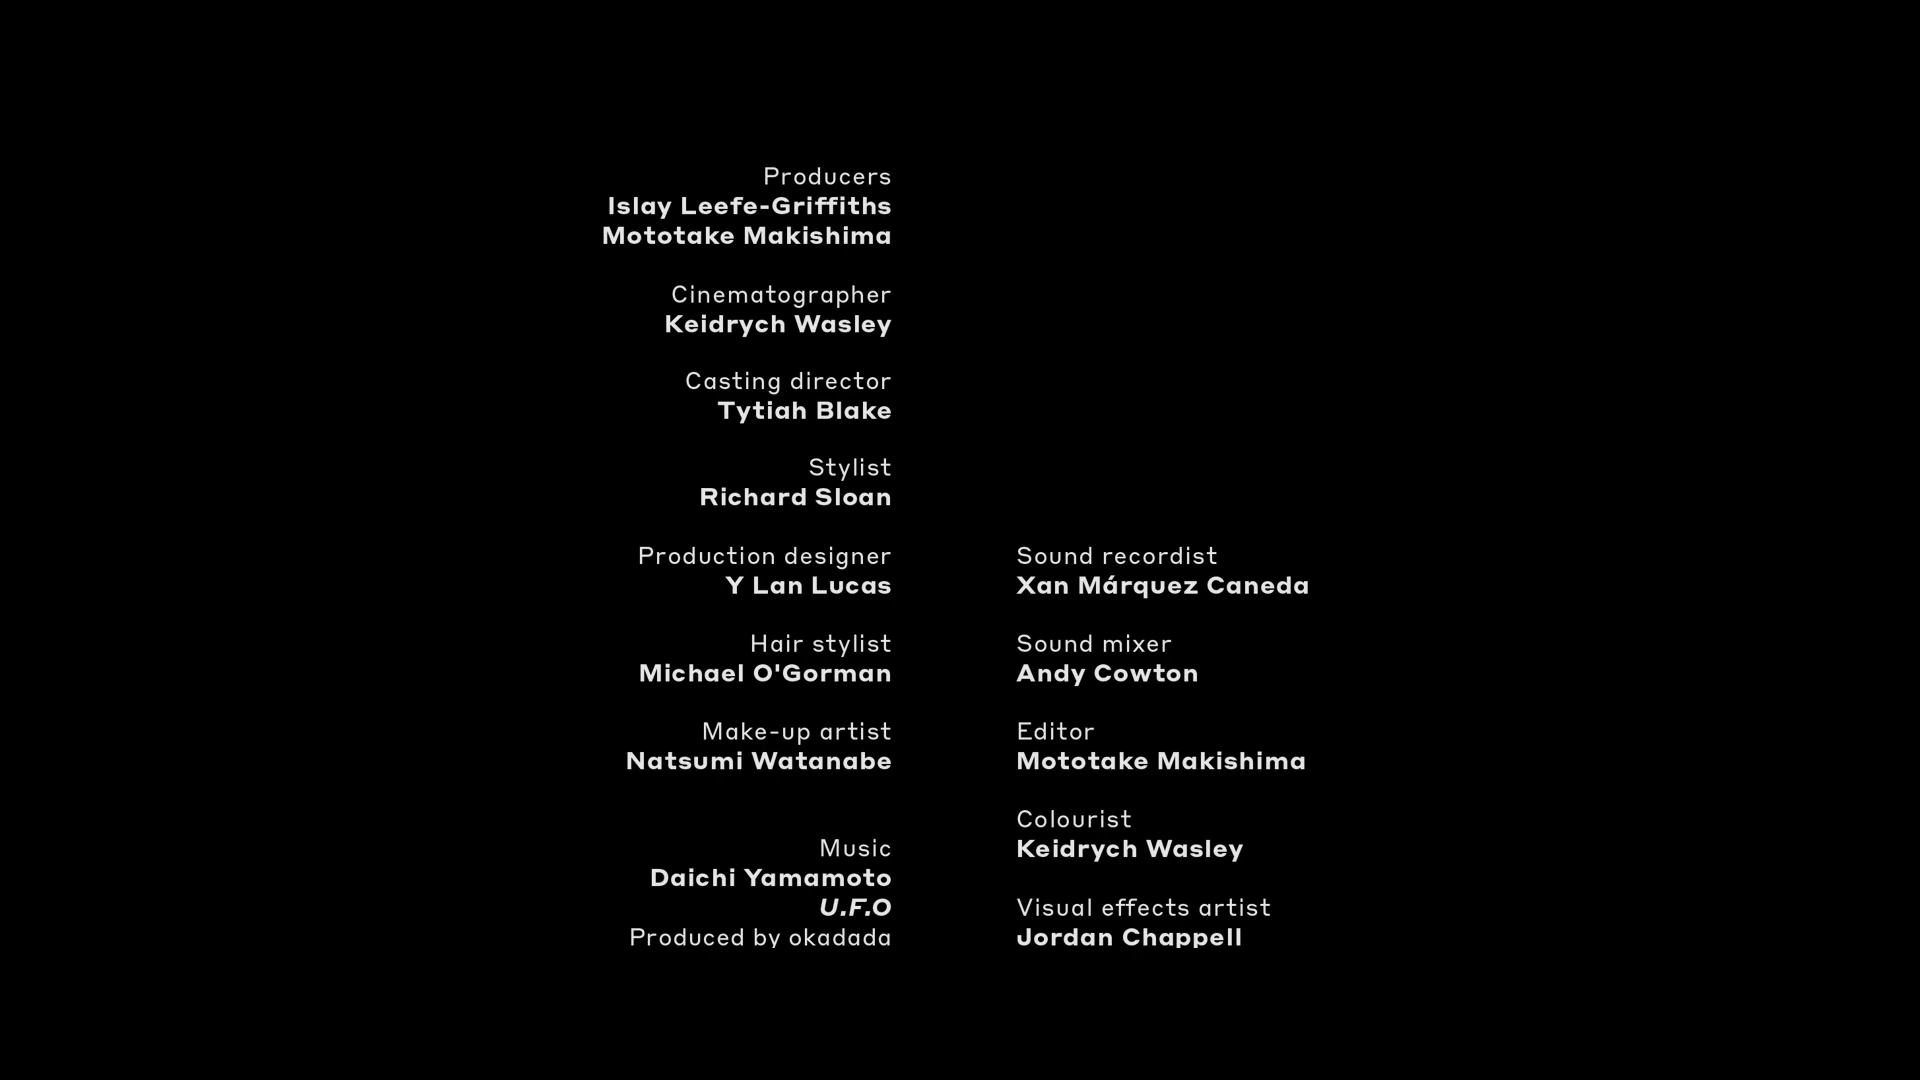 Producers
Islay Leefe-Griffiths
Mototake Makishima
Cinematographer
Keidrych Wasley
Casting director
Tytiah Blake
Stylist
Richard Sloan
Production designer
Y Lan Lucas
Hair stylist
Michael O'Gorman
Make-up artist
Natsumi Watanabe
Music
Daichi Yamamoto
U.F.O
Produced by okadada
Sound recordist
Xan Márquez Caneda
Sound mixer
Andy Cowton
Editor
Mototake Makishima
Colourist
Keidrych Wasley
Visual effects artist
Jordan Chappell